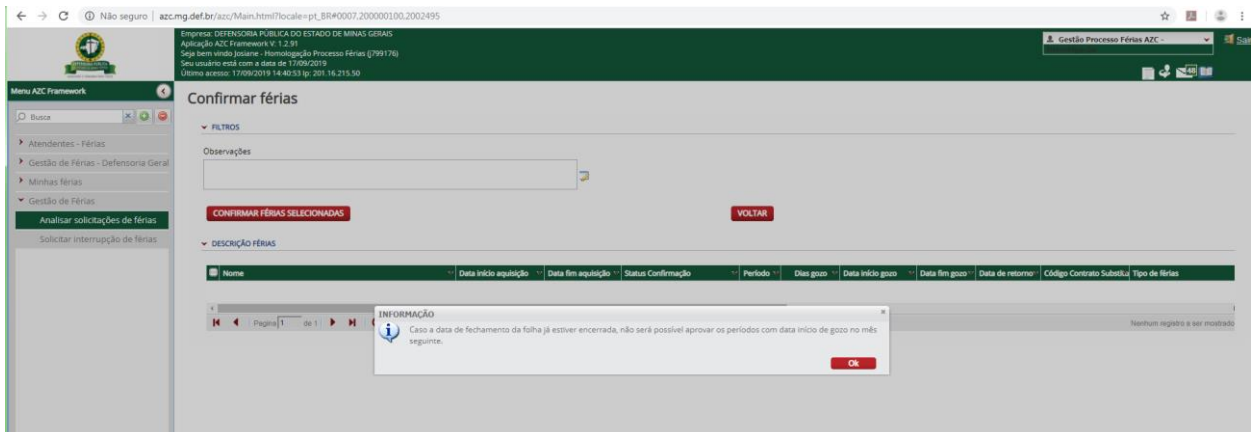 Não seguro | azc.mg.def.br/azc/Main.html?locale=pt_BR#0007,200000100,2002495
Empresa: DEFENSORIA PÚBLICA DO ESTADO DE MINAS GERAIS
Aplicação AZC Framework V: 1.2.91
Seja bem vindo Josiane - Homologação Processo Férias (j799176)
Seu usuário está com a data de 17/09/2019
Último acesso: 17/09/2019 14:40:53 Ip: 201.16.215.50
Gestão Processo Férias AZC -
Sair
48
Menu AZC Framework
Busca
Atendentes - Férias
Gestão de Férias - Defensoria Geral
Minhas férias
Gestão de Férias
Analisar solicitações de férias
Solicitar interrupção de férias
Confirmar férias
FILTROS
Observações
CONFIRMAR FÉRIAS SELECIONADAS VOLTAR
DESCRIÇÃO FÉRIAS
Nome Data início aquisição Data fim aquisição Status Confirmação Período Dias gozo Data início gozo Data fim gozo Data de retorno Código Contrato Substitu Tipo de férias
Pagina 1 de 1
Nenhum registro a ser mostrado
INFORMAÇÃO
Caso a data de fechamento da folha já estiver encerrada, não será possível aprovar os períodos com data início de gozo no mês
seguinte.
Ok